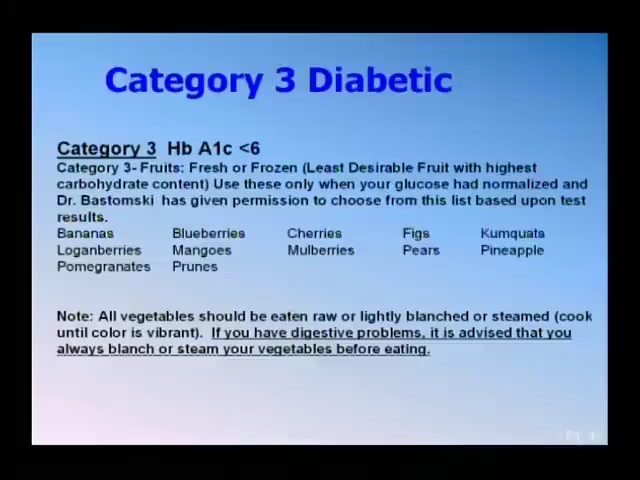 Category 3 Diabetic
Category 3 Hb A1c <6
Category 3- Fruits: Fresh or Frozen (Least Desirable Fruit with highest
carbohydrate content) Use these only when your glucose had normalized and
Dr. Bastomski has given permission to choose from this list based upon test
results.
Bananas Blueberries Cherries Figs Kumquats
Loganberries Mangoes Mulberries Pears Pineapple
Pomegranates Prunes
Note: All vegetables should be eaten raw or lightly blanched or steamed (cook
until color is vibrant). If you have digestive problems, it is advised that you
always blanch or steam your vegetables before eating.